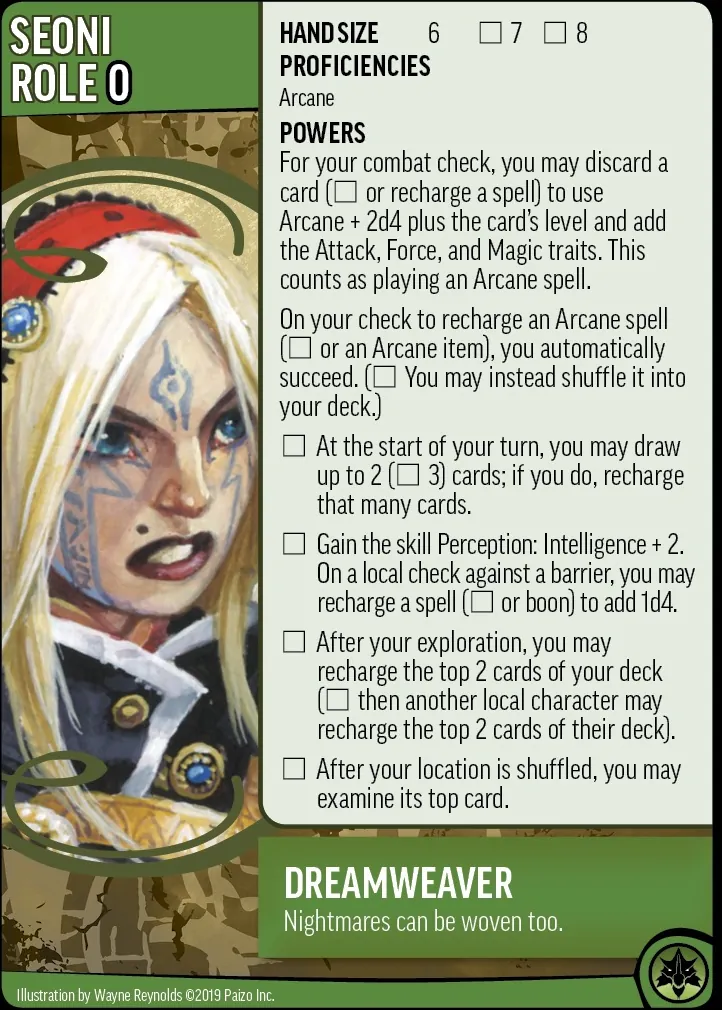 SEONI
ROLE 0
HAND SIZE 6 ☐ 7 ☐ 8
PROFICIENCIES
Arcane
POWERS
For your combat check, you may discard a
card (☐ or recharge a spell) to use
Arcane + 2d4 plus the card's level and add
the Attack, Force, and Magic traits. This
counts as playing an Arcane spell.
On your check to recharge an Arcane spell
(☐ or an Arcane item), you automatically
succeed. (☐ You may instead shuffle it into
your deck.)
☐ At the start of your turn, you may draw
up to 2 (☐ 3) cards; if you do, recharge
that many cards.
☐ Gain the skill Perception: Intelligence + 2.
On a local check against a barrier, you may
recharge a spell (☐ or boon) to add 1d4.
☐ After your exploration, you may
recharge the top 2 cards of your deck
(☐ then another local character may
recharge the top 2 cards of their deck).
☐ After your location is shuffled, you may
examine its top card.
DREAMWEAVER
Nightmares can be woven too.
Illustration by Wayne Reynolds ©2019 Paizo Inc.